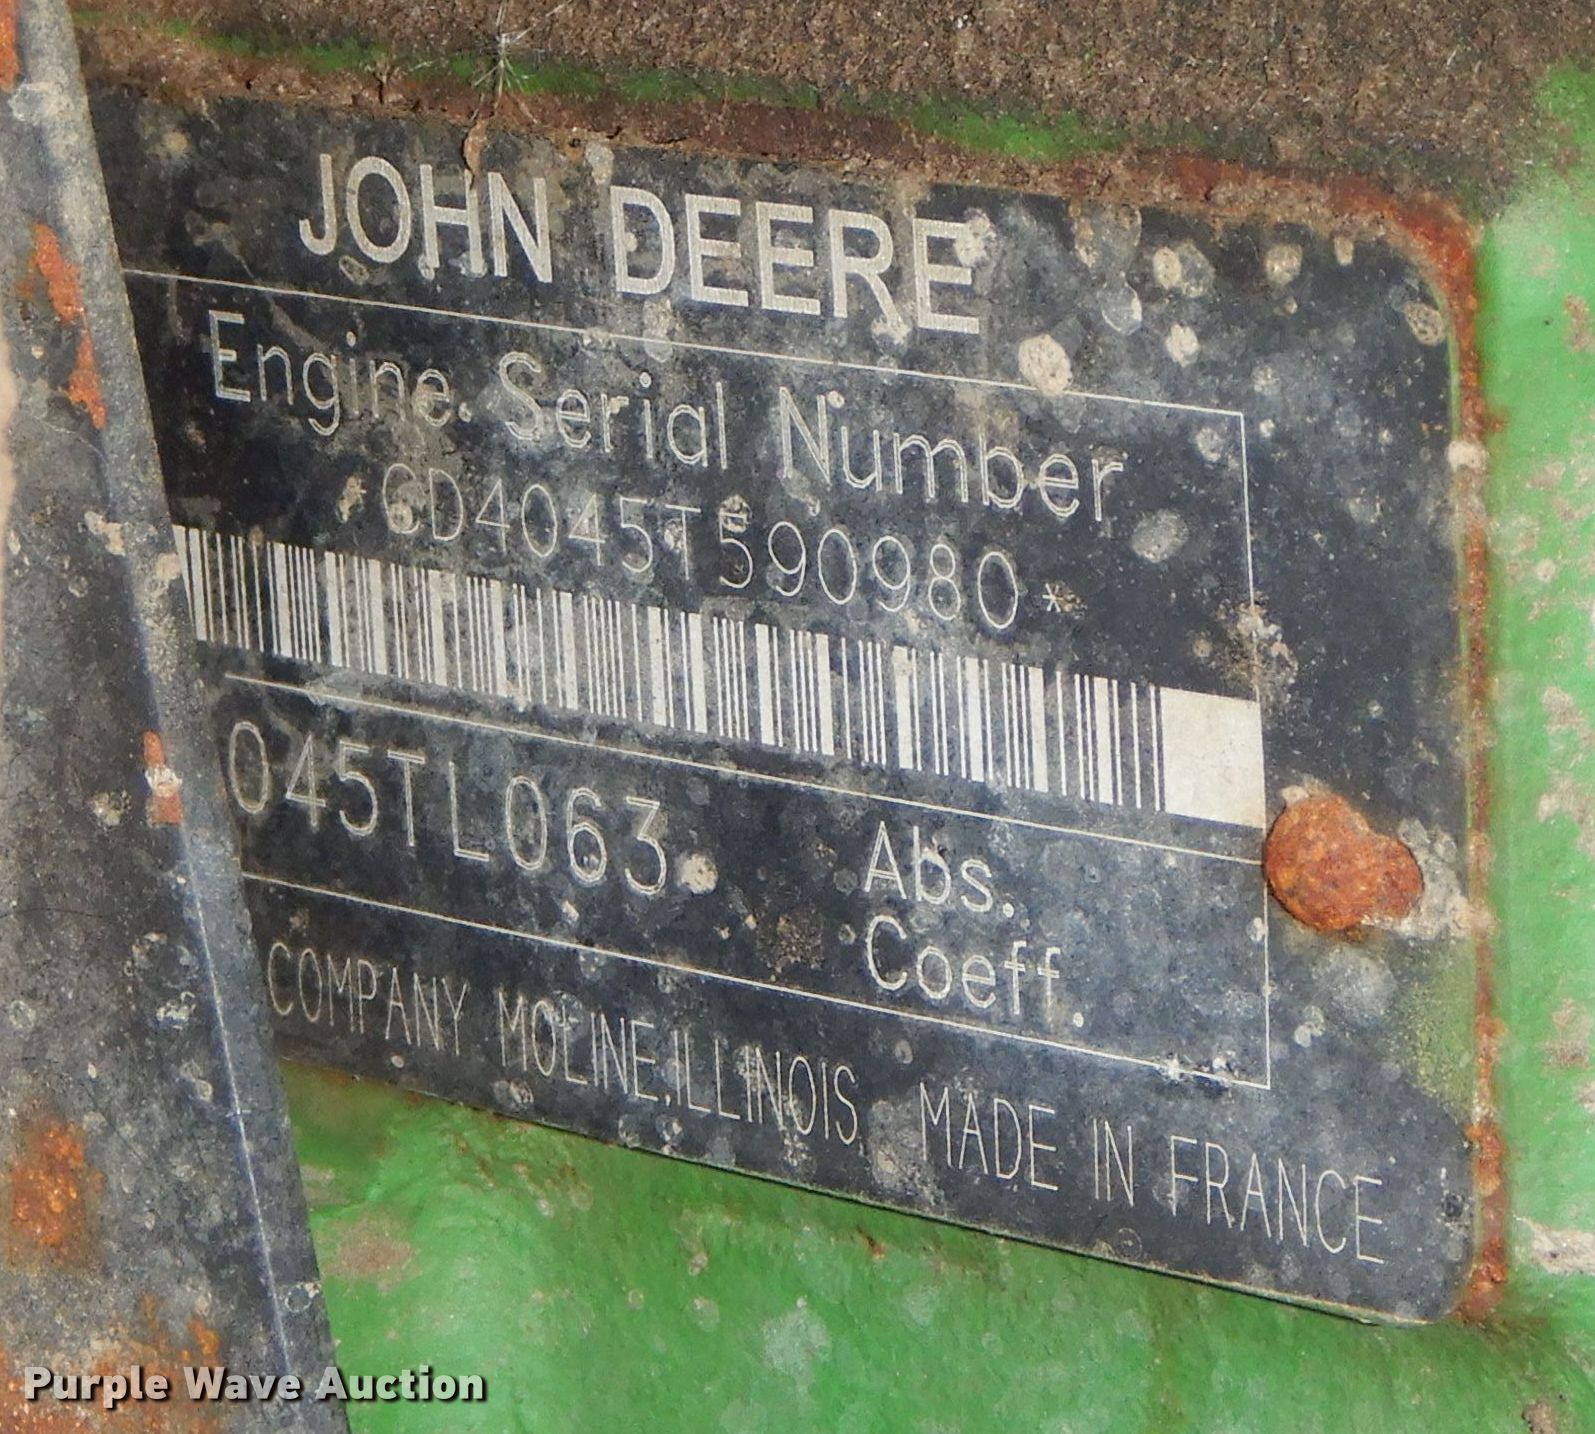 JOHN DEERE
Engine Serial Number
CD4045T590980*
045TL063
Abs.
Coeff.
COMPANY MOLINE,ILLINOIS MADE IN FRANCE
Purple Wave Auction